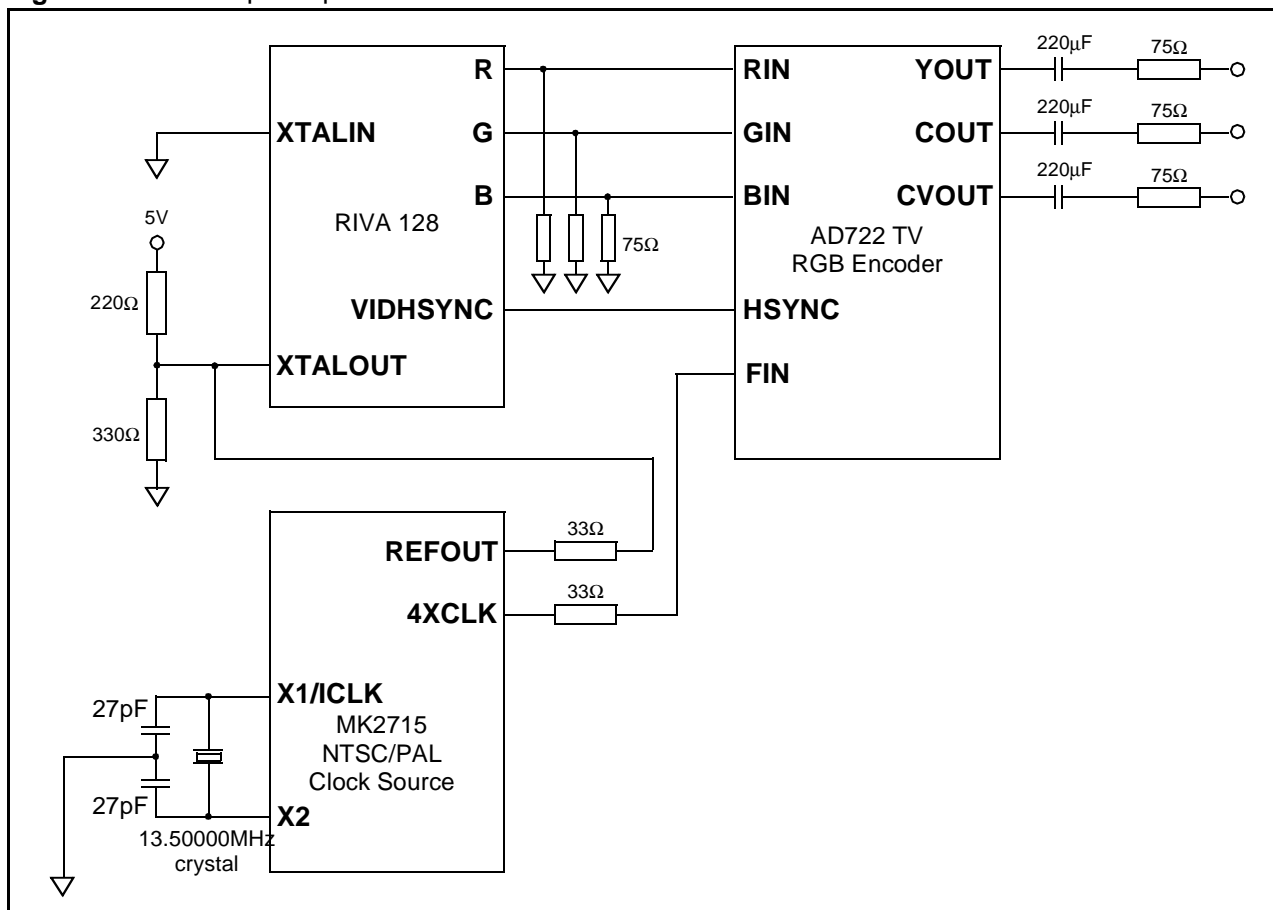 R
XTALIN
G
B
RIVA 128
VIDHSYNC
XTALOUT
5V
220Ω
330Ω
75Ω
RIN
GIN
BIN
AD722 TV
RGB Encoder
HSYNC
FIN
YOUT
COUT
CVOUT
220μF
75Ω
220μF
75Ω
220μF
75Ω
REFOUT
33Ω
4XCLK
33Ω
X1/ICLK
MK2715
NTSC/PAL
Clock Source
X2
27pF
27pF
13.50000MHz
crystal